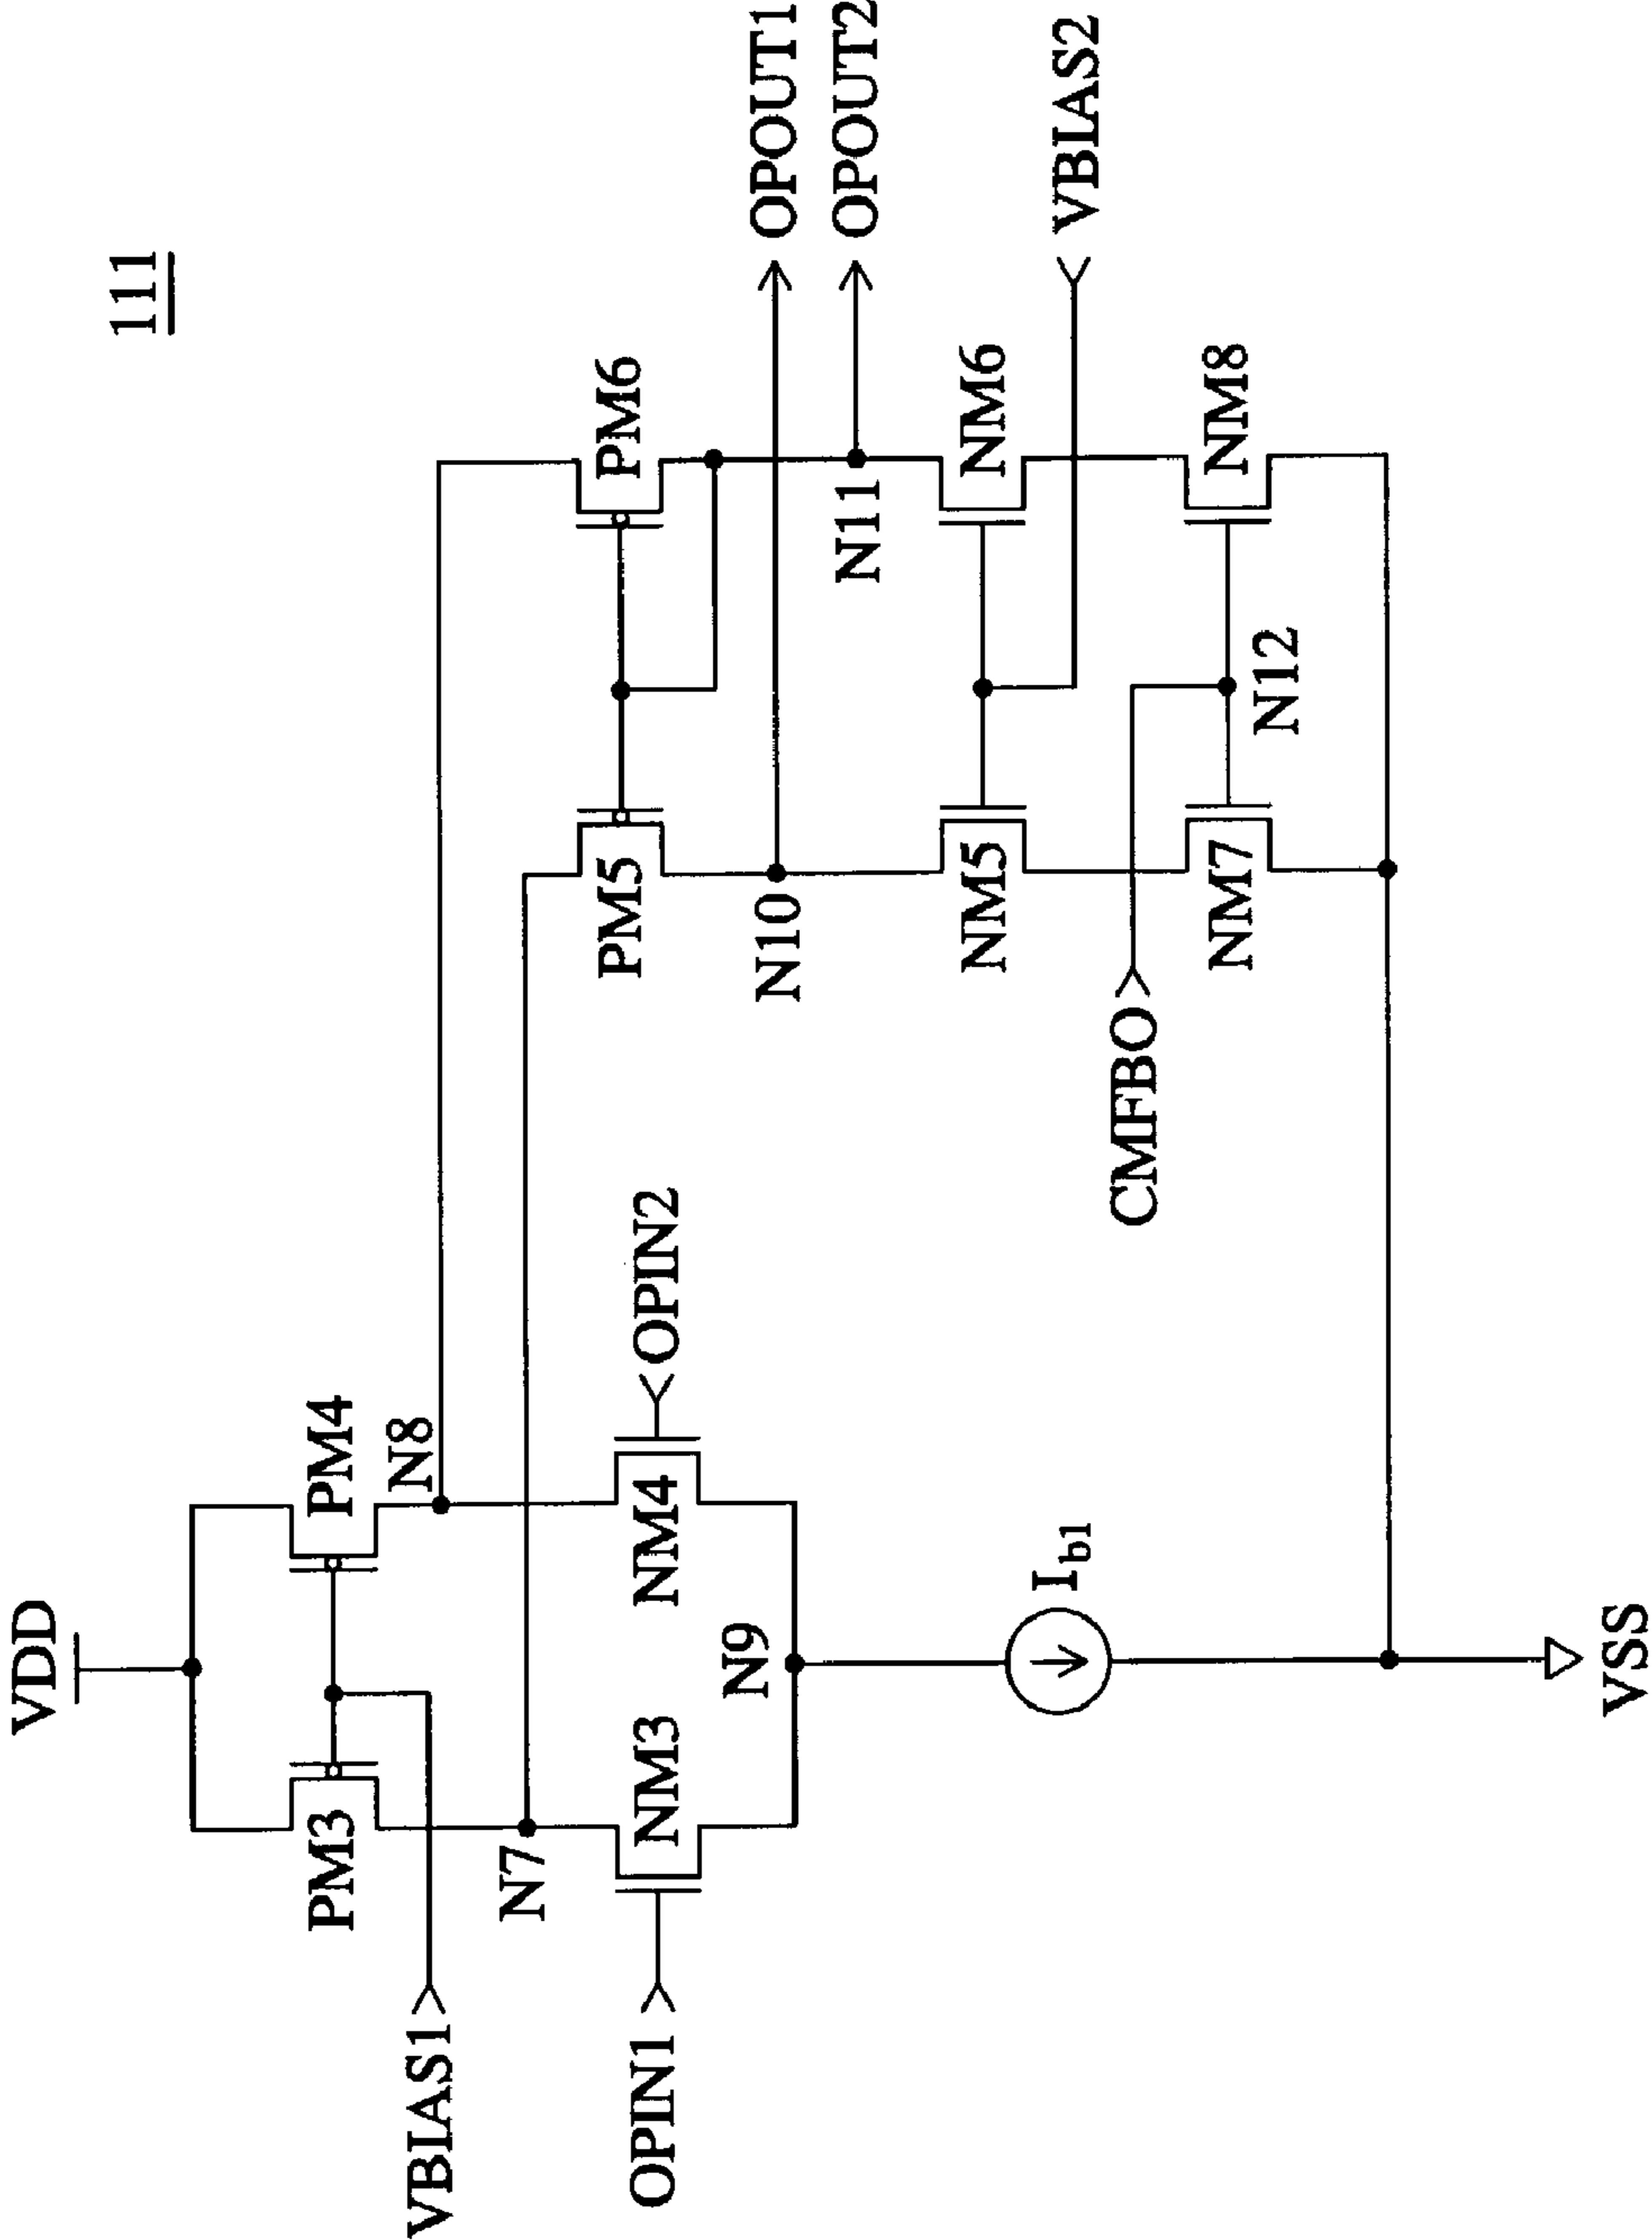 111
VDD
PM3
PM4
VBIAS1
N8
N7
OPIN1
NM3
NM4
OPIN2
N9
I_b1
VSS
PM5
PM6
N10
OPOUT1
N11
OPOUT2
NM5
NM6
VBIAS2
CMFBO
NM7
NM8
N12